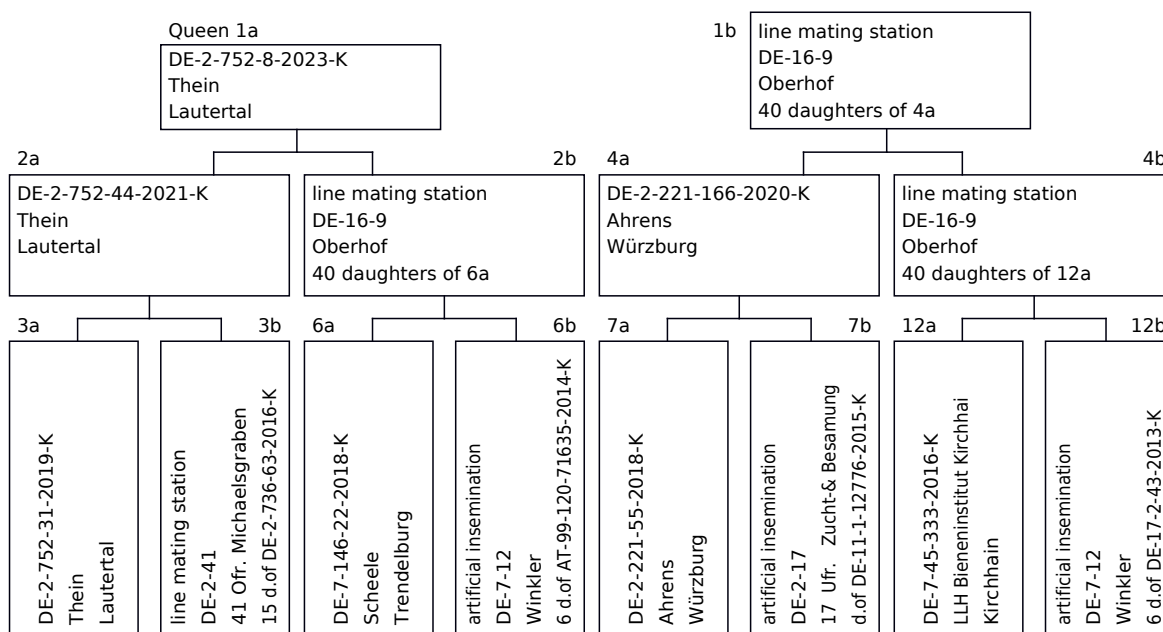 Queen 1a
DE-2-752-8-2023-K
Thein
Lautertal
1b
line mating station
DE-16-9
Oberhof
40 daughters of 4a
2a
DE-2-752-44-2021-K
Thein
Lautertal
2b
line mating station
DE-16-9
Oberhof
40 daughters of 6a
4a
DE-2-221-166-2020-K
Ahrens
Würzburg
4b
line mating station
DE-16-9
Oberhof
40 daughters of 12a
3a
DE-2-752-31-2019-K
Thein
Lautertal
3b
line mating station
DE-2-41
41 Ofr. Michaelsgraben
15 d.of DE-2-736-63-2016-K
6a
DE-7-146-22-2018-K
Scheele
Trendelburg
6b
artificial insemination
DE-7-12
Winkler
6 d.of AT-99-120-71635-2014-K
7a
DE-2-221-55-2018-K
Ahrens
Würzburg
7b
artificial insemination
DE-2-17
17 Ufr. Zucht-& Besamung
d.of DE-11-1-12776-2015-K
12a
DE-7-45-333-2016-K
LLH Bieneninstitut Kirchhai
Kirchhain
12b
artificial insemination
DE-7-12
Winkler
6 d.of DE-17-2-43-2013-K